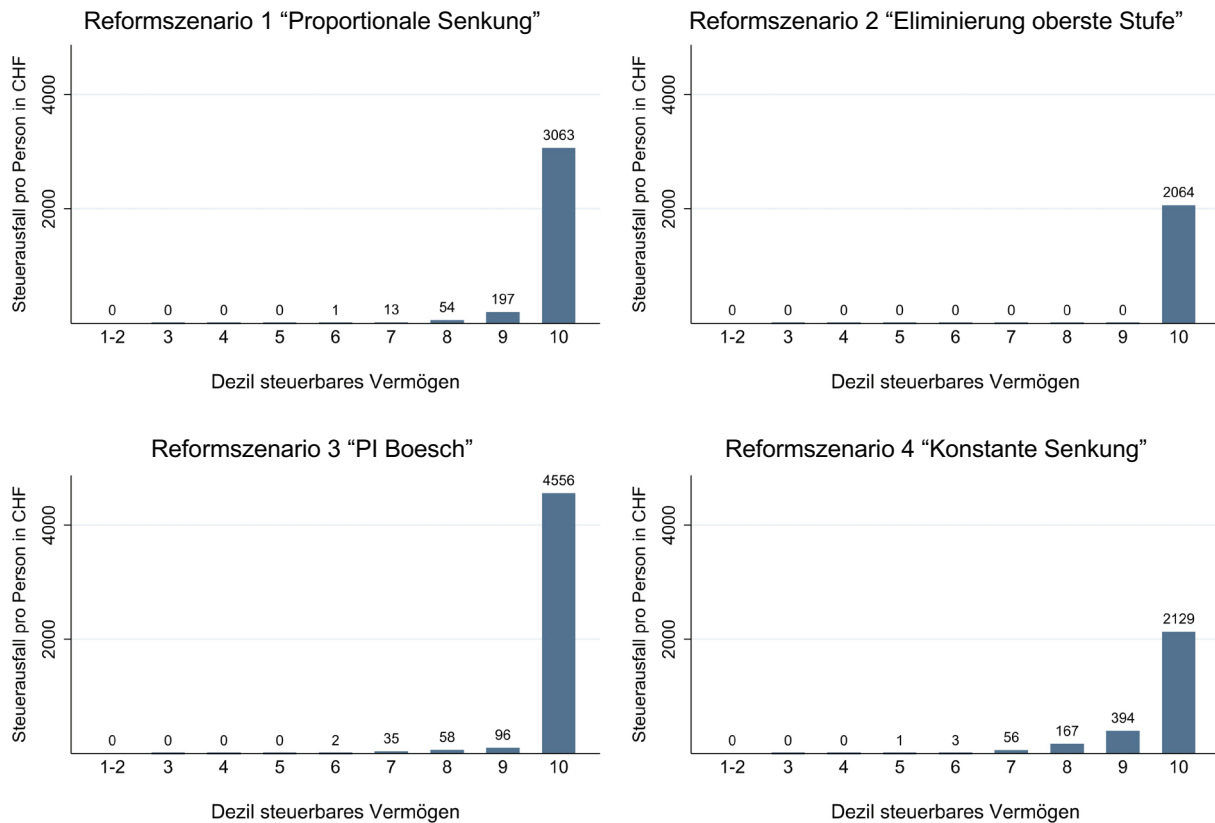 Reformszenario 1 “Proportionale Senkung”
Steuerausfall pro Person in CHF
4000
2000
0 0 0 0 1 13 54 197 3063
1-2 3 4 5 6 7 8 9 10
Dezil steuerbares Vermögen
Reformszenario 2 “Eliminierung oberste Stufe”
Steuerausfall pro Person in CHF
4000
2000
0 0 0 0 0 0 0 0 2064
1-2 3 4 5 6 7 8 9 10
Dezil steuerbares Vermögen
Reformszenario 3 “PI Boesch”
Steuerausfall pro Person in CHF
4000
2000
0 0 0 0 2 35 58 96 4556
1-2 3 4 5 6 7 8 9 10
Dezil steuerbares Vermögen
Reformszenario 4 “Konstante Senkung”
Steuerausfall pro Person in CHF
4000
2000
0 0 0 1 3 56 167 394 2129
1-2 3 4 5 6 7 8 9 10
Dezil steuerbares Vermögen